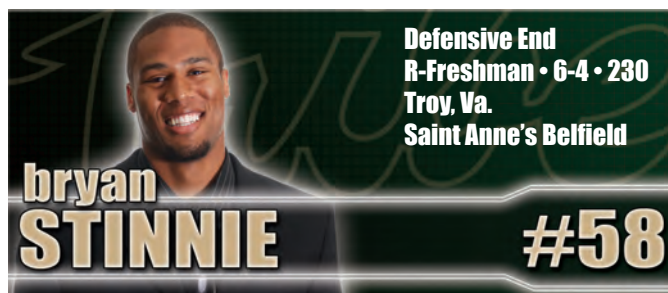 Defensive End
R-Freshman • 6-4 • 230
Troy, Va.
Saint Anne's Belfield
bryan
STINNIE
#58